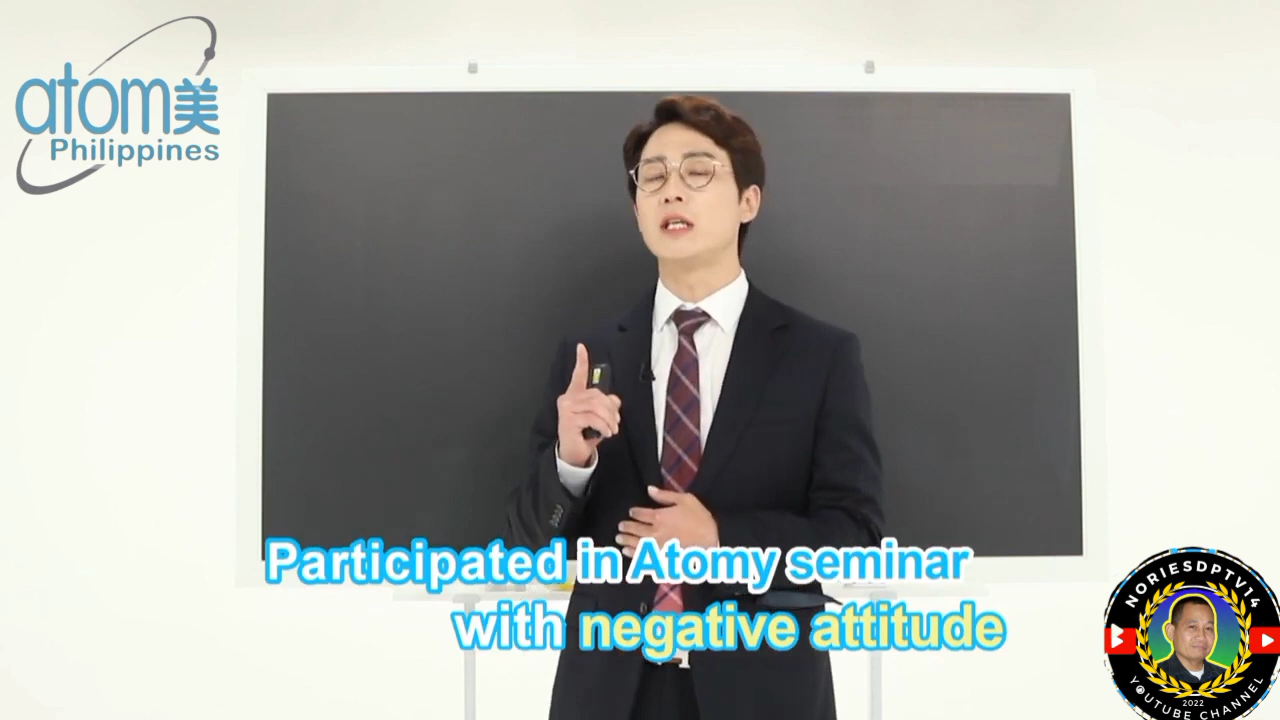 atom美
Philippines
Participated in Atomy seminar
with negative attitude
NORIESDPTV14
2022
YOUTUBE CHANNEL